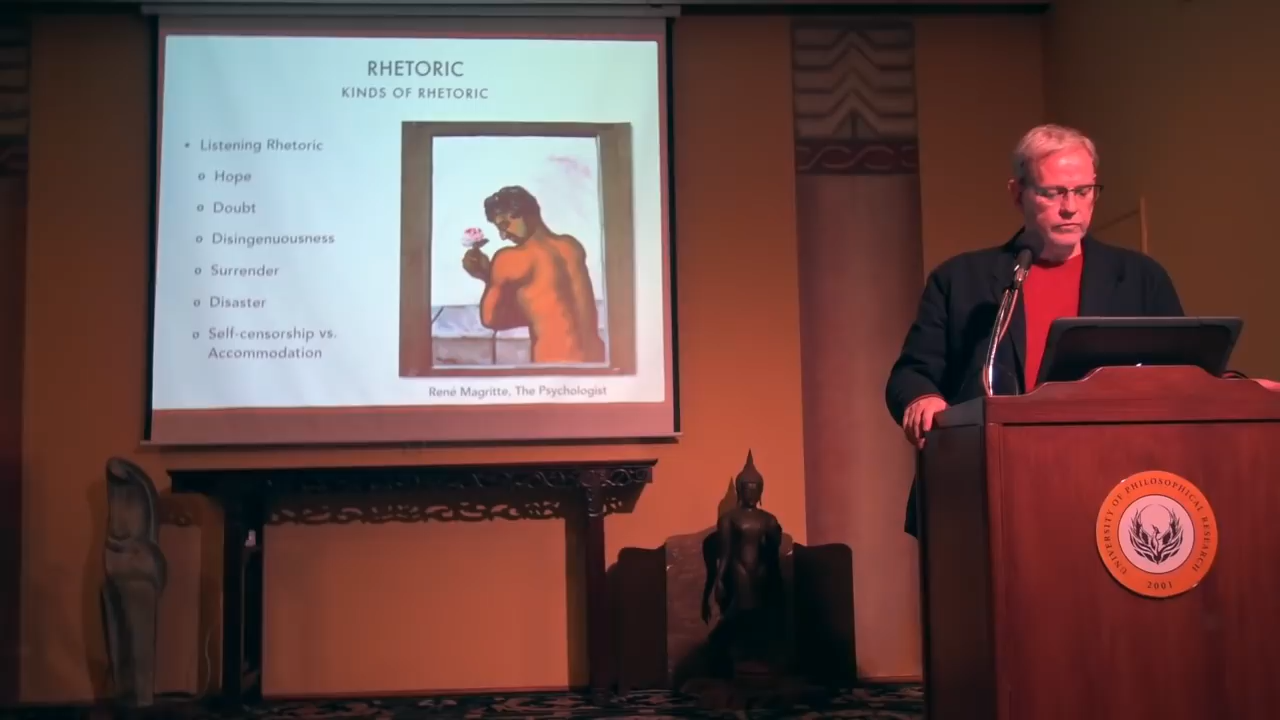 RHETORIC
KINDS OF RHETORIC
• Listening Rhetoric
o Hope
o Doubt
o Disingenuousness
o Surrender
o Disaster
o Self-censorship vs.
Accommodation
René Magritte, The Psychologist
UNIVERSITY OF PHILOSOPHICAL RESEARCH
2001